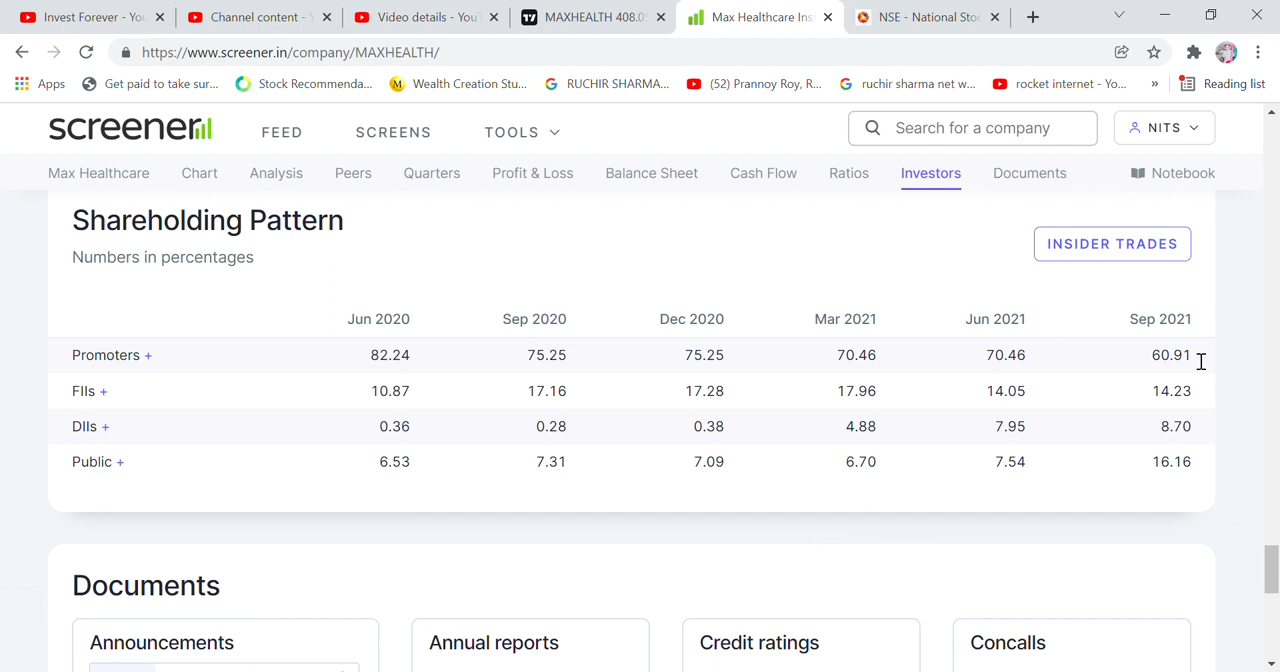 Invest Forever - You
Channel content - Y
Video details - YouT
MAXHEALTH 408.05
Max Healthcare Inst
NSE - National Stoc
https://www.screener.in/company/MAXHEALTH/
Apps
Get paid to take sur...
Stock Recommenda...
Wealth Creation Stu...
RUCHIR SHARMA...
(52) Prannoy Roy, R...
ruchir sharma net w...
rocket internet - Yo...
»
Reading list
screener
FEED
SCREENS
TOOLS
Search for a company
NITS
Max Healthcare
Chart
Analysis
Peers
Quarters
Profit & Loss
Balance Sheet
Cash Flow
Ratios
Investors
Documents
Notebook
Shareholding Pattern
Numbers in percentages
INSIDER TRADES
Jun 2020 Sep 2020 Dec 2020 Mar 2021 Jun 2021 Sep 2021
Promoters + 82.24 75.25 75.25 70.46 70.46 60.91
FIIs + 10.87 17.16 17.28 17.96 14.05 14.23
DIIs + 0.36 0.28 0.38 4.88 7.95 8.70
Public + 6.53 7.31 7.09 6.70 7.54 16.16
Documents
Announcements
Annual reports
Credit ratings
Concalls